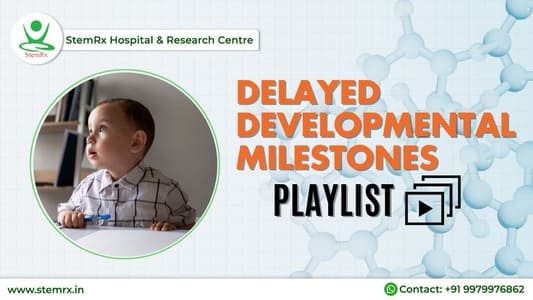 StemRx
StemRx Hospital & Research Centre
DELAYED
DEVELOPMENTAL
MILESTONES
PLAYLIST
www.stemrx.in
Contact: +91 9979976862